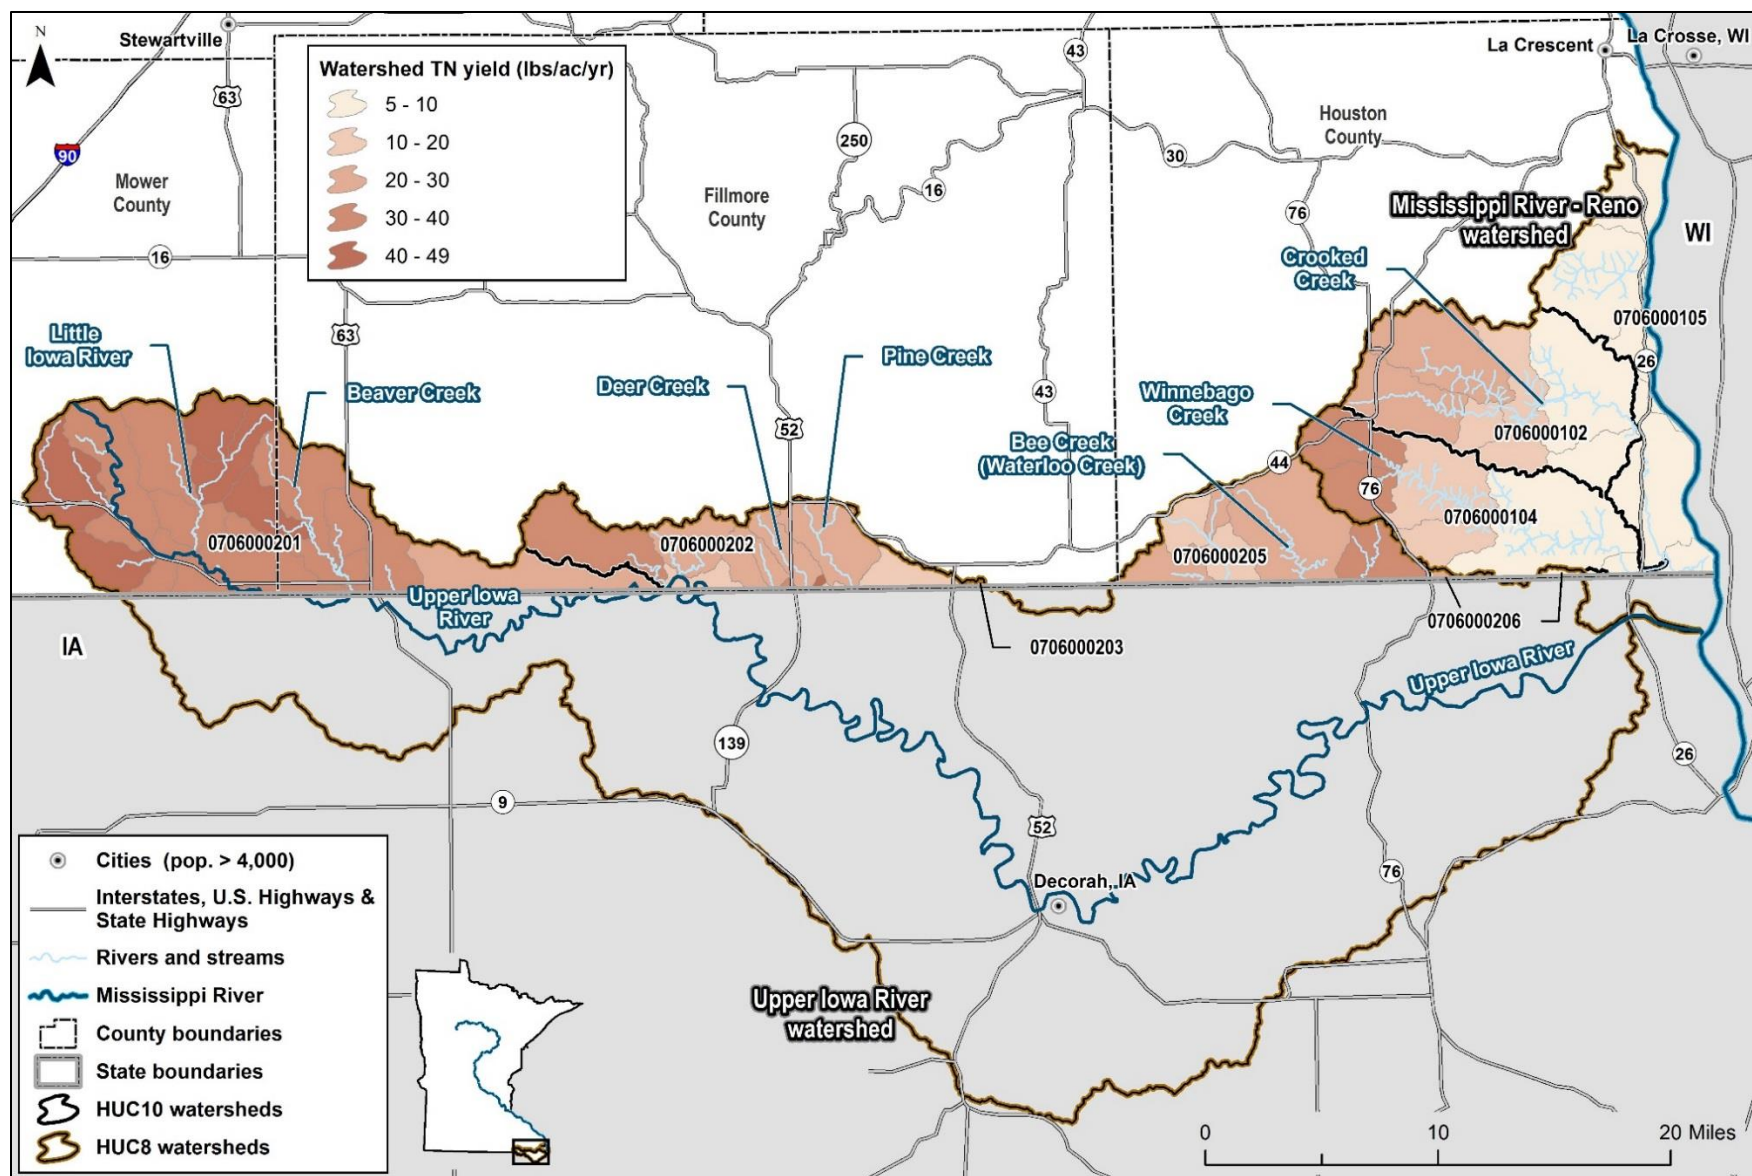 N
Stewartville
63
90
Mower
County
16
Watershed TN yield (lbs/ac/yr)
5 - 10
10 - 20
20 - 30
30 - 40
40 - 49
43
250
16
Fillmore
County
30
La Crescent
La Crosse, WI
Houston
County
76
Mississippi River - Reno
watershed
WI
Crooked
Creek
0706000105
26
Little
Iowa River
63
Beaver Creek
Deer Creek
Pine Creek
52
43
Winnebago
Creek
Bee Creek
(Waterloo Creek)
44
76
0706000102
0706000104
0706000201
0706000202
0706000205
Upper Iowa
River
IA
0706000203
0706000206
Upper Iowa River
139
9
52
26
76
Decorah, IA
Upper Iowa River
watershed
Cities (pop. > 4,000)
Interstates, U.S. Highways &
State Highways
Rivers and streams
Mississippi River
County boundaries
State boundaries
HUC10 watersheds
HUC8 watersheds
0
10
20 Miles